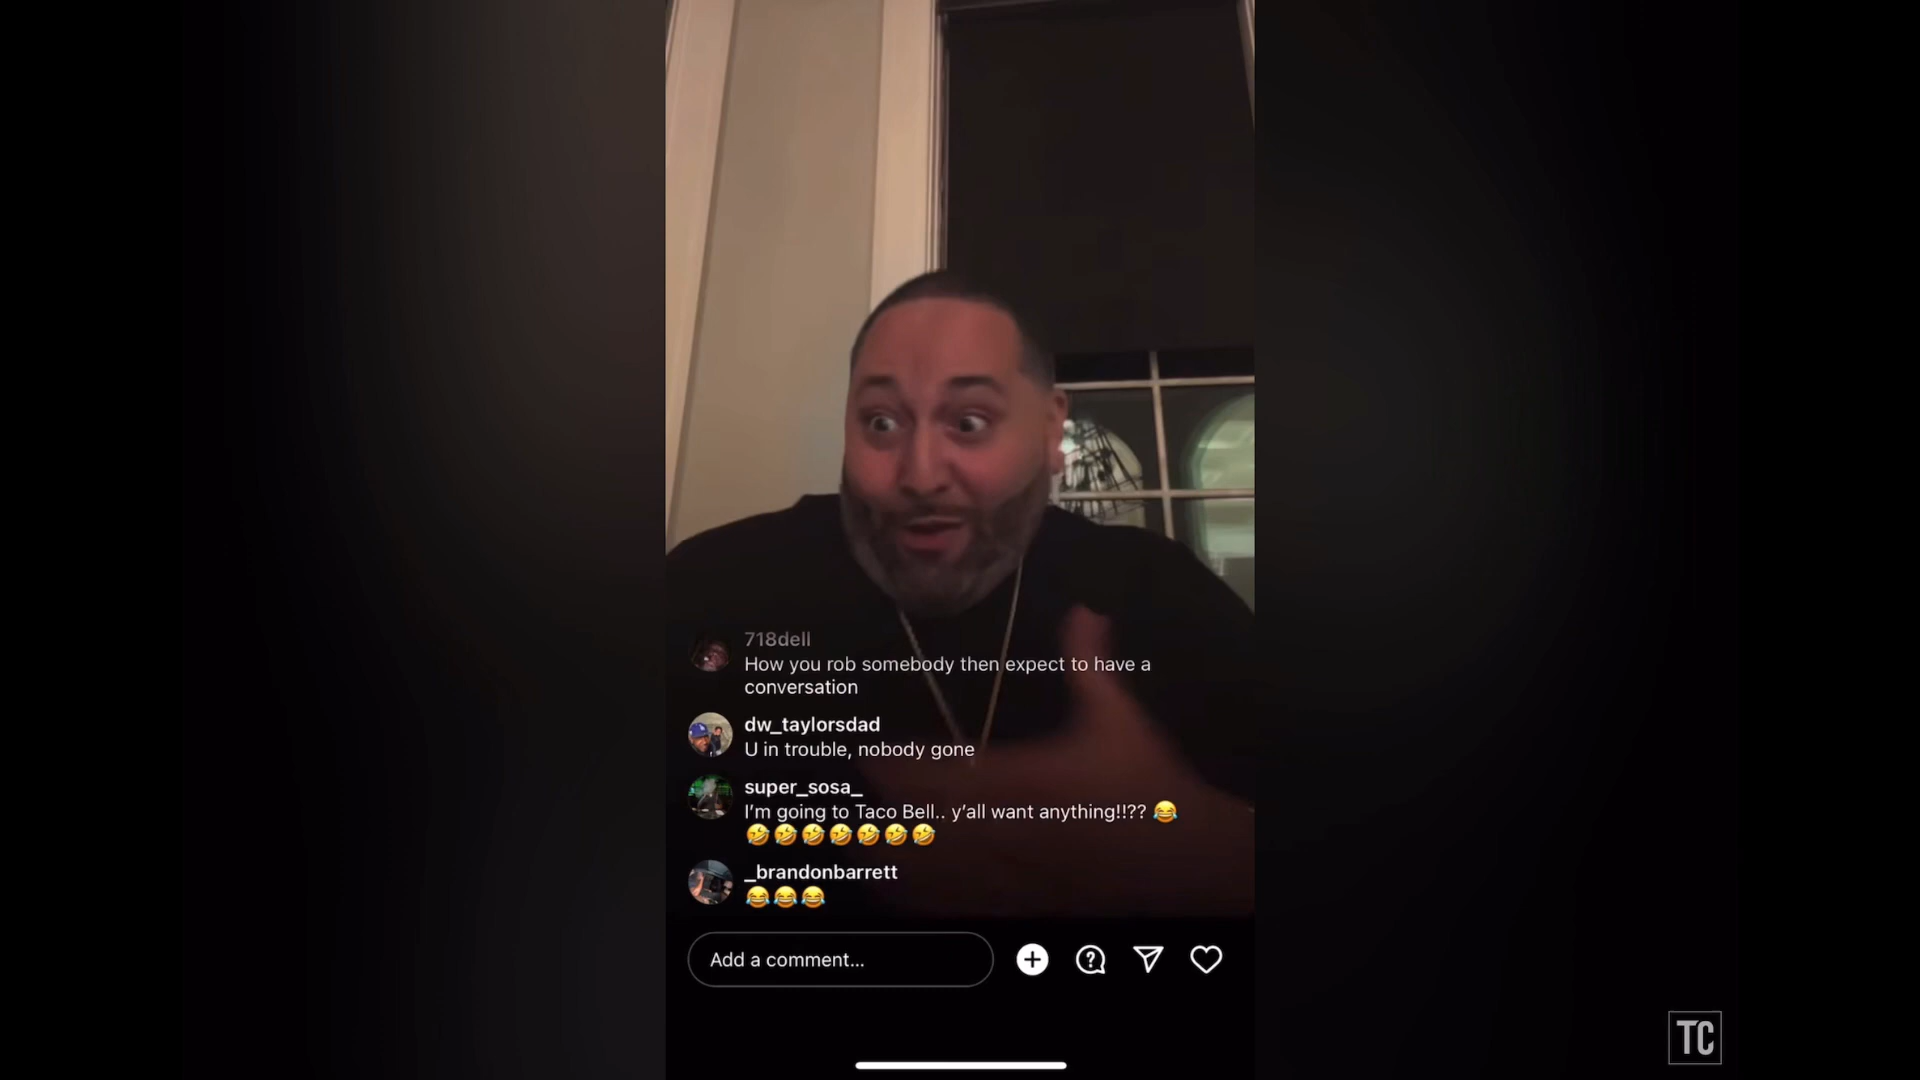 718dell
How you rob somebody then expect to have a
conversation
dw_taylorsdad
U in trouble, nobody gone
super_sosa_
I’m going to Taco Bell.. y’all want anything!!?? 😂
🤣🤣🤣🤣🤣🤣🤣
_brandonbarrett
😂😂😂
Add a comment...
TC